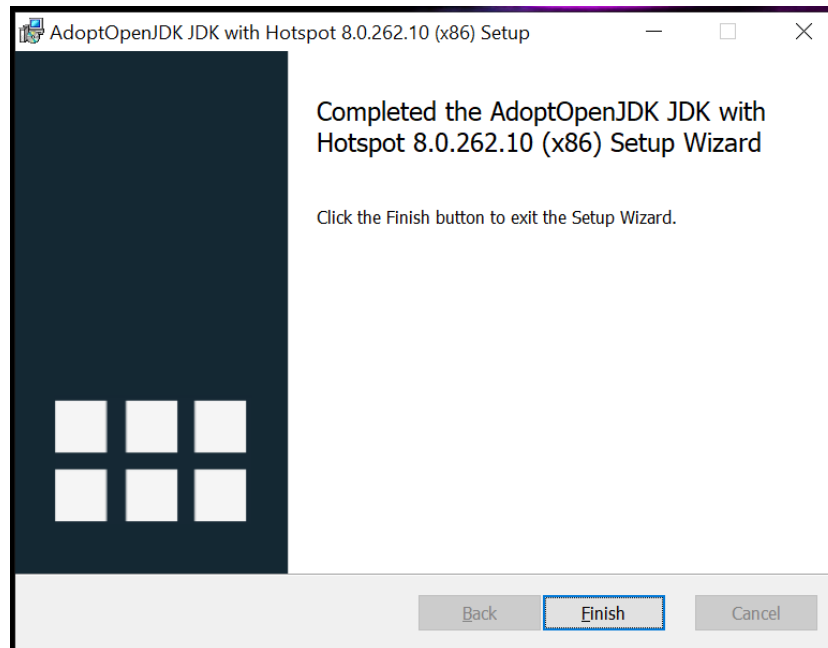 AdoptOpenJDK JDK with Hotspot 8.0.262.10 (x86) Setup
Completed the AdoptOpenJDK JDK with
Hotspot 8.0.262.10 (x86) Setup Wizard
Click the Finish button to exit the Setup Wizard.
Back Finish Cancel